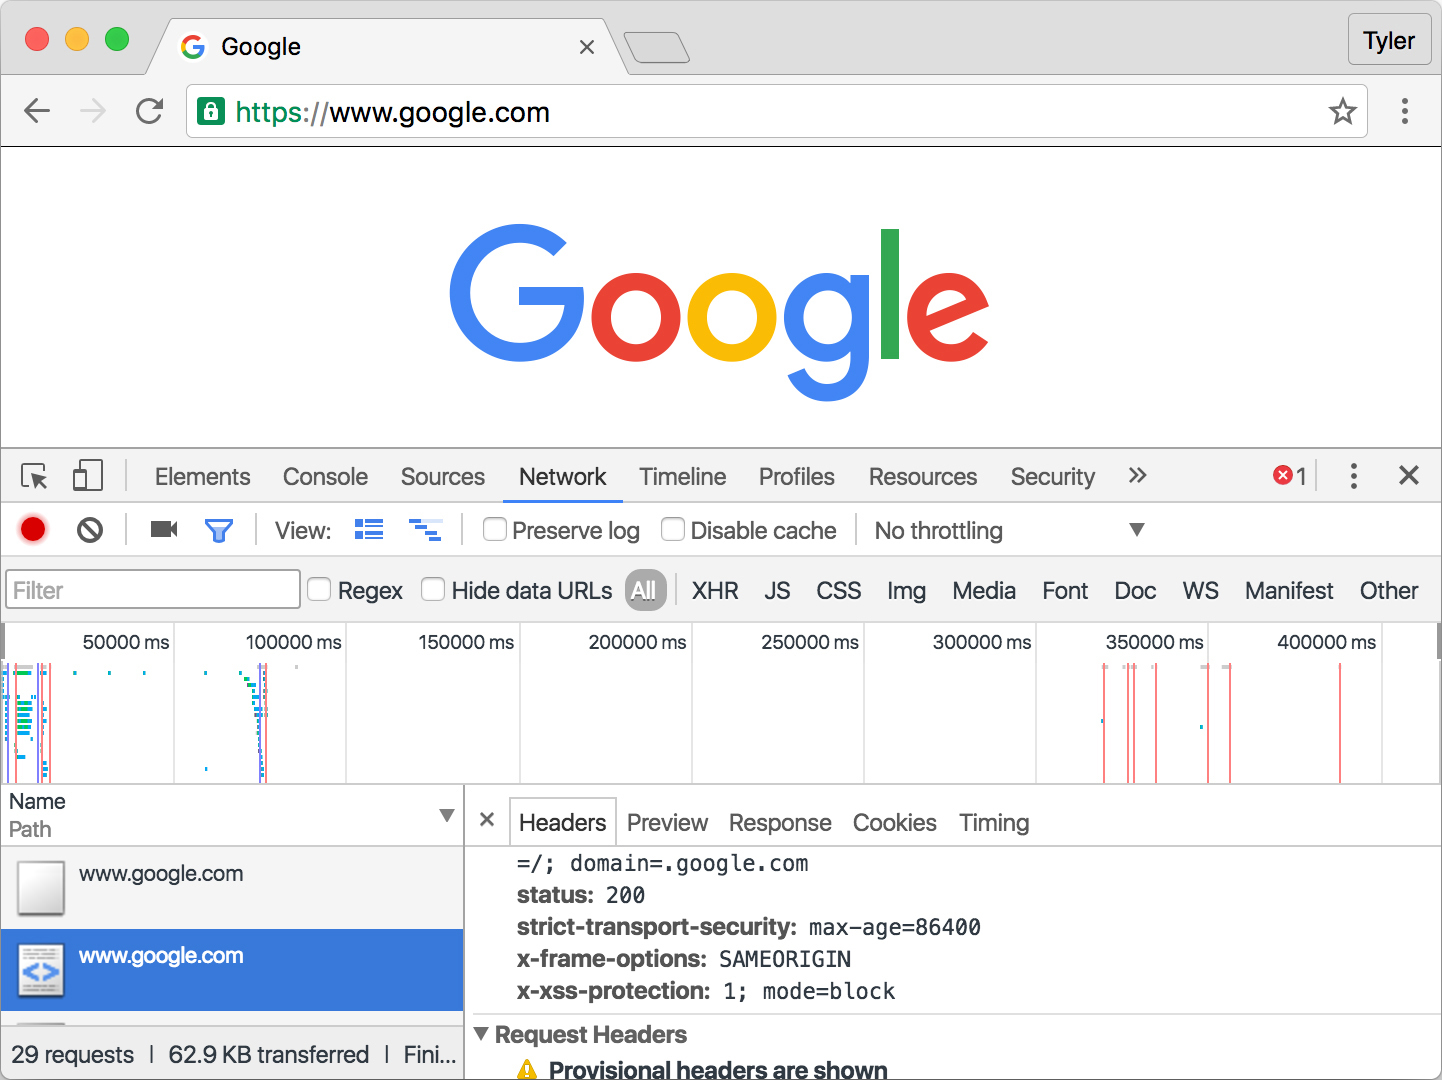 Google
Tyler
https://www.google.com
Google
Elements Console Sources Network Timeline Profiles Resources Security 1
View: Preserve log Disable cache No throttling
Filter Regex Hide data URLs All XHR JS CSS Img Media Font Doc WS Manifest Other
50000 ms 100000 ms 150000 ms 200000 ms 250000 ms 300000 ms 350000 ms 400000 ms
Name
Path
Headers Preview Response Cookies Timing
www.google.com
www.google.com
=/; domain=.google.com
status: 200
strict-transport-security: max-age=86400
x-frame-options: SAMEORIGIN
x-xss-protection: 1; mode=block
Request Headers
Provisional headers are shown
29 requests | 62.9 KB transferred | Fini...